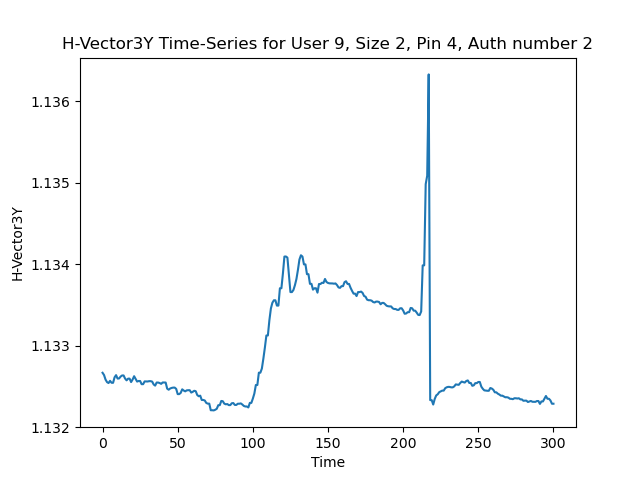 H-Vector3Y Time-Series for User 9, Size 2, Pin 4, Auth number 2
1.136
1.135
1.134
1.133
1.132
H-Vector3Y
0 50 100 150 200 250 300
Time